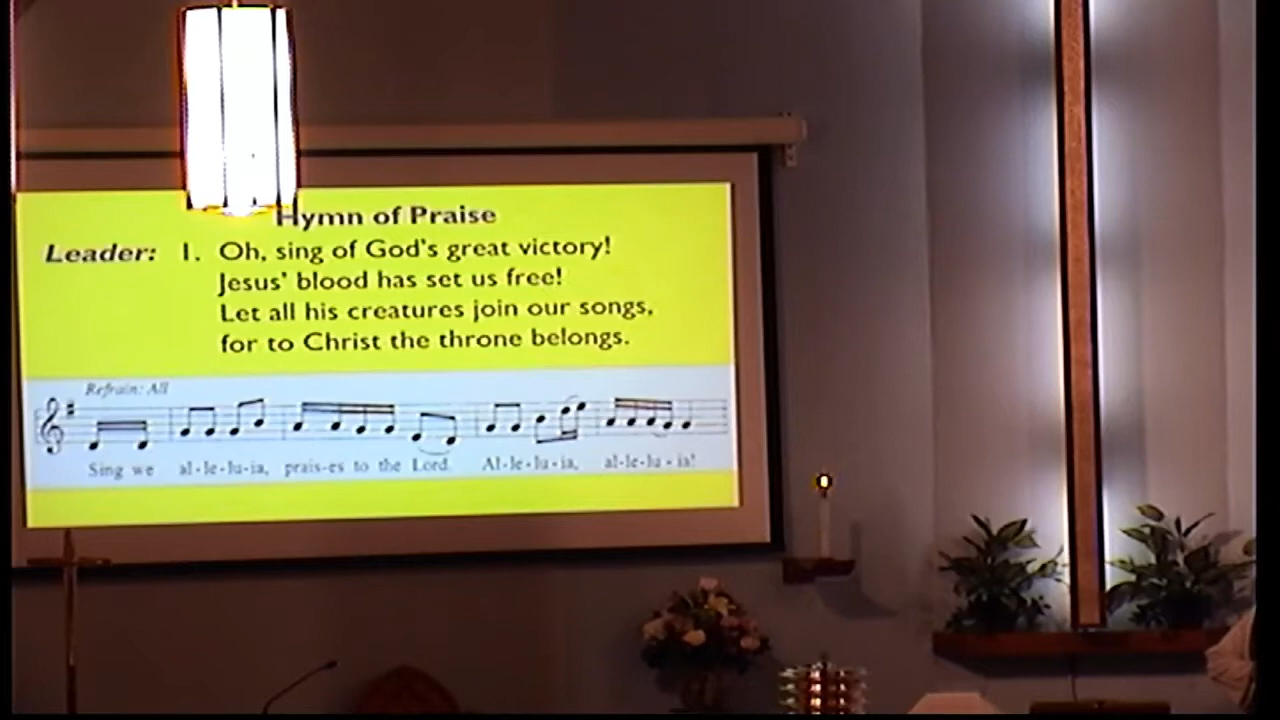 Hymn of Praise
Leader: 1. Oh, sing of God's great victory!
Jesus' blood has set us free!
Let all his creatures join our songs,
for to Christ the throne belongs.
Refrain: All
Sing we al-le-lu-ia, prais-es to the Lord. Al-le-lu-ia, al-le-lu-ia!